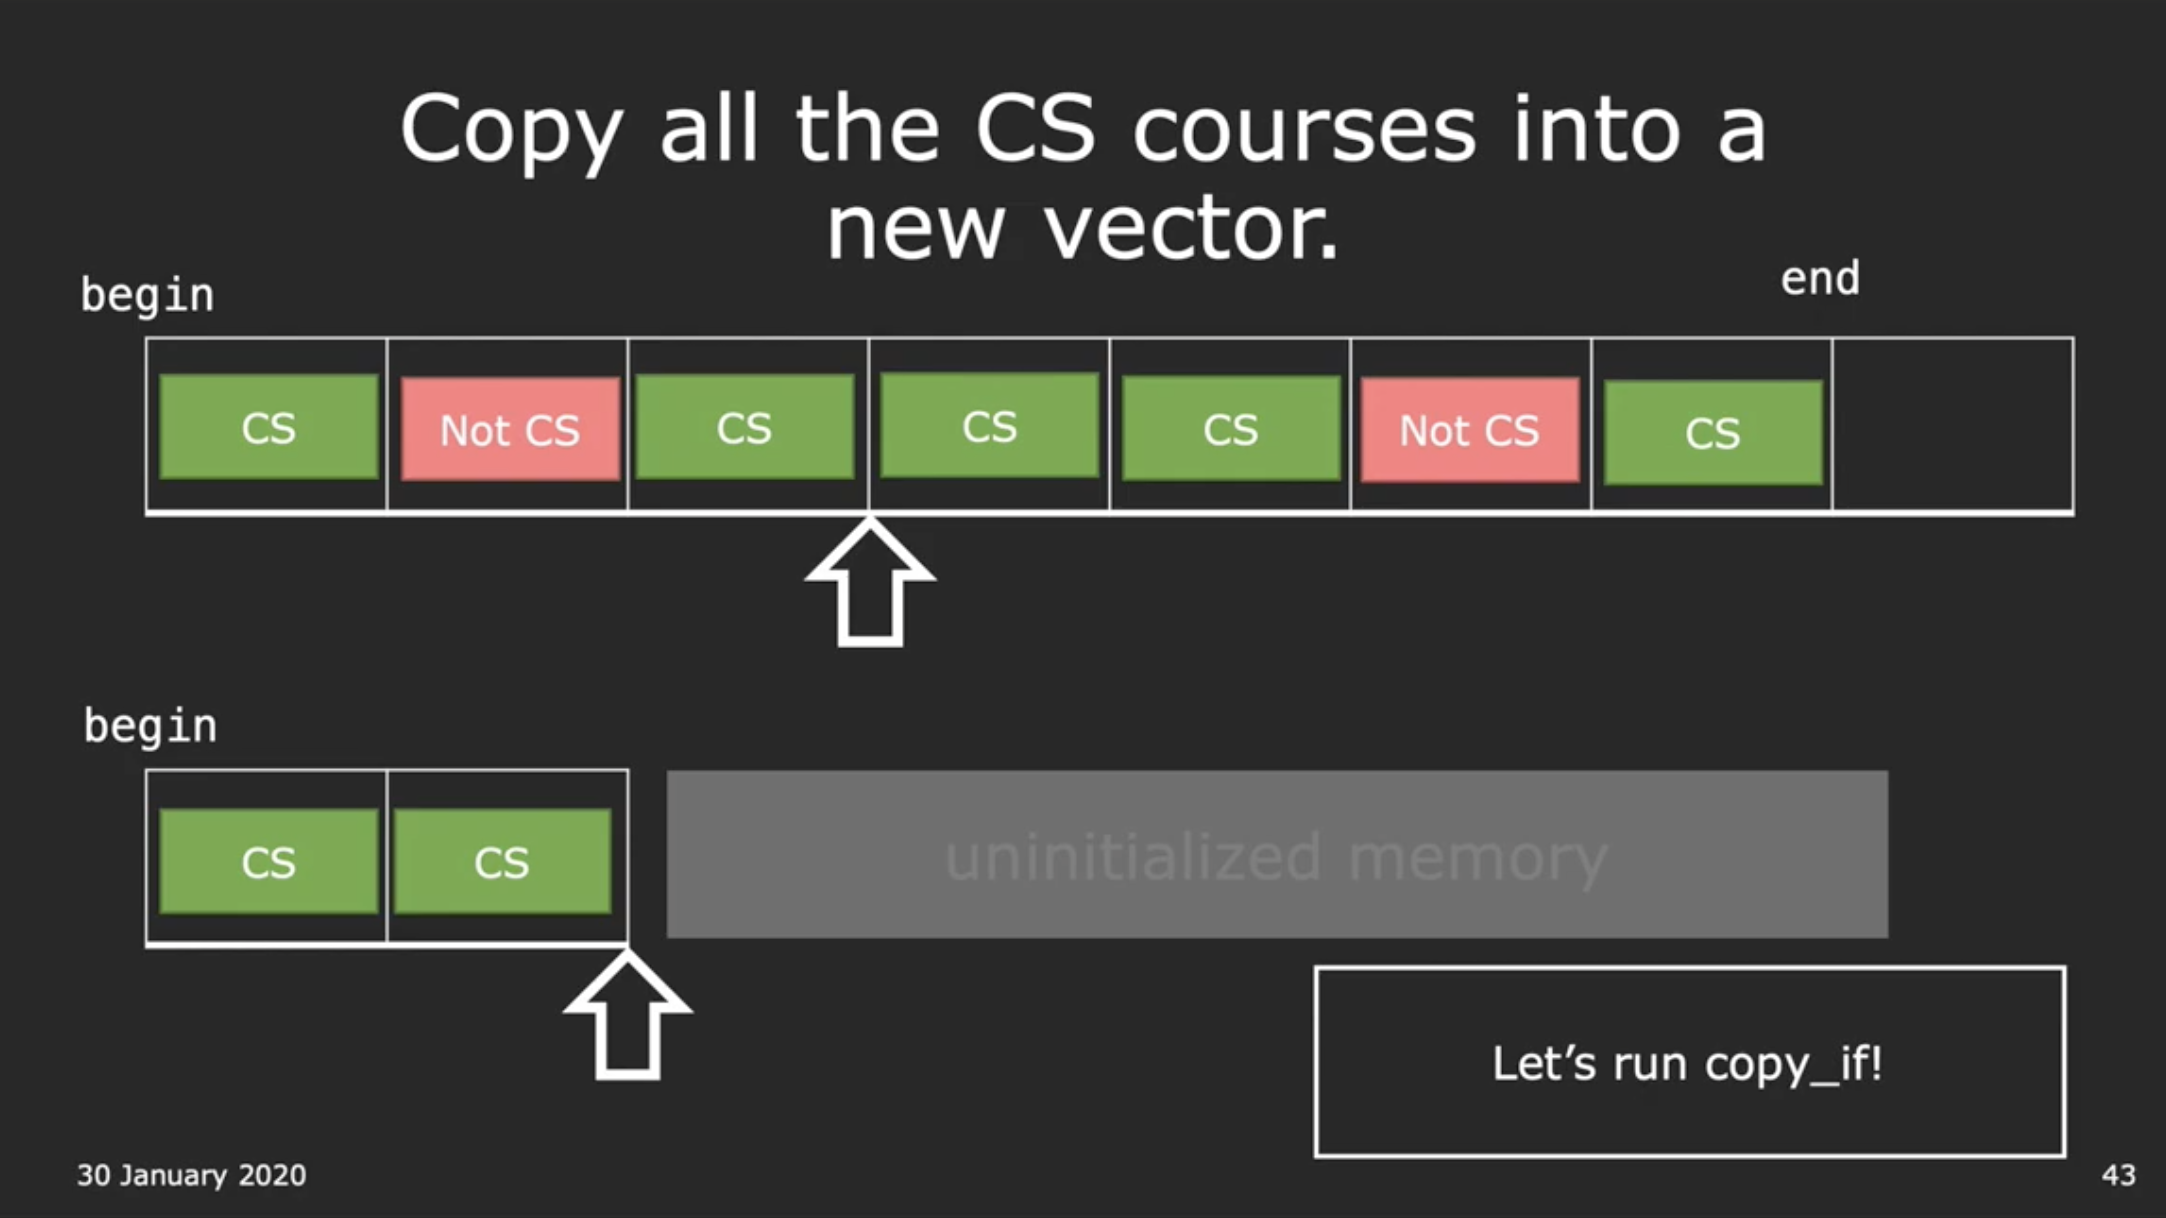 Copy all the CS courses into a
new vector.
begin
end
CS
Not CS
CS
CS
CS
Not CS
CS
begin
CS
CS
uninitialized memory
Let’s run copy_if!
30 January 2020
43